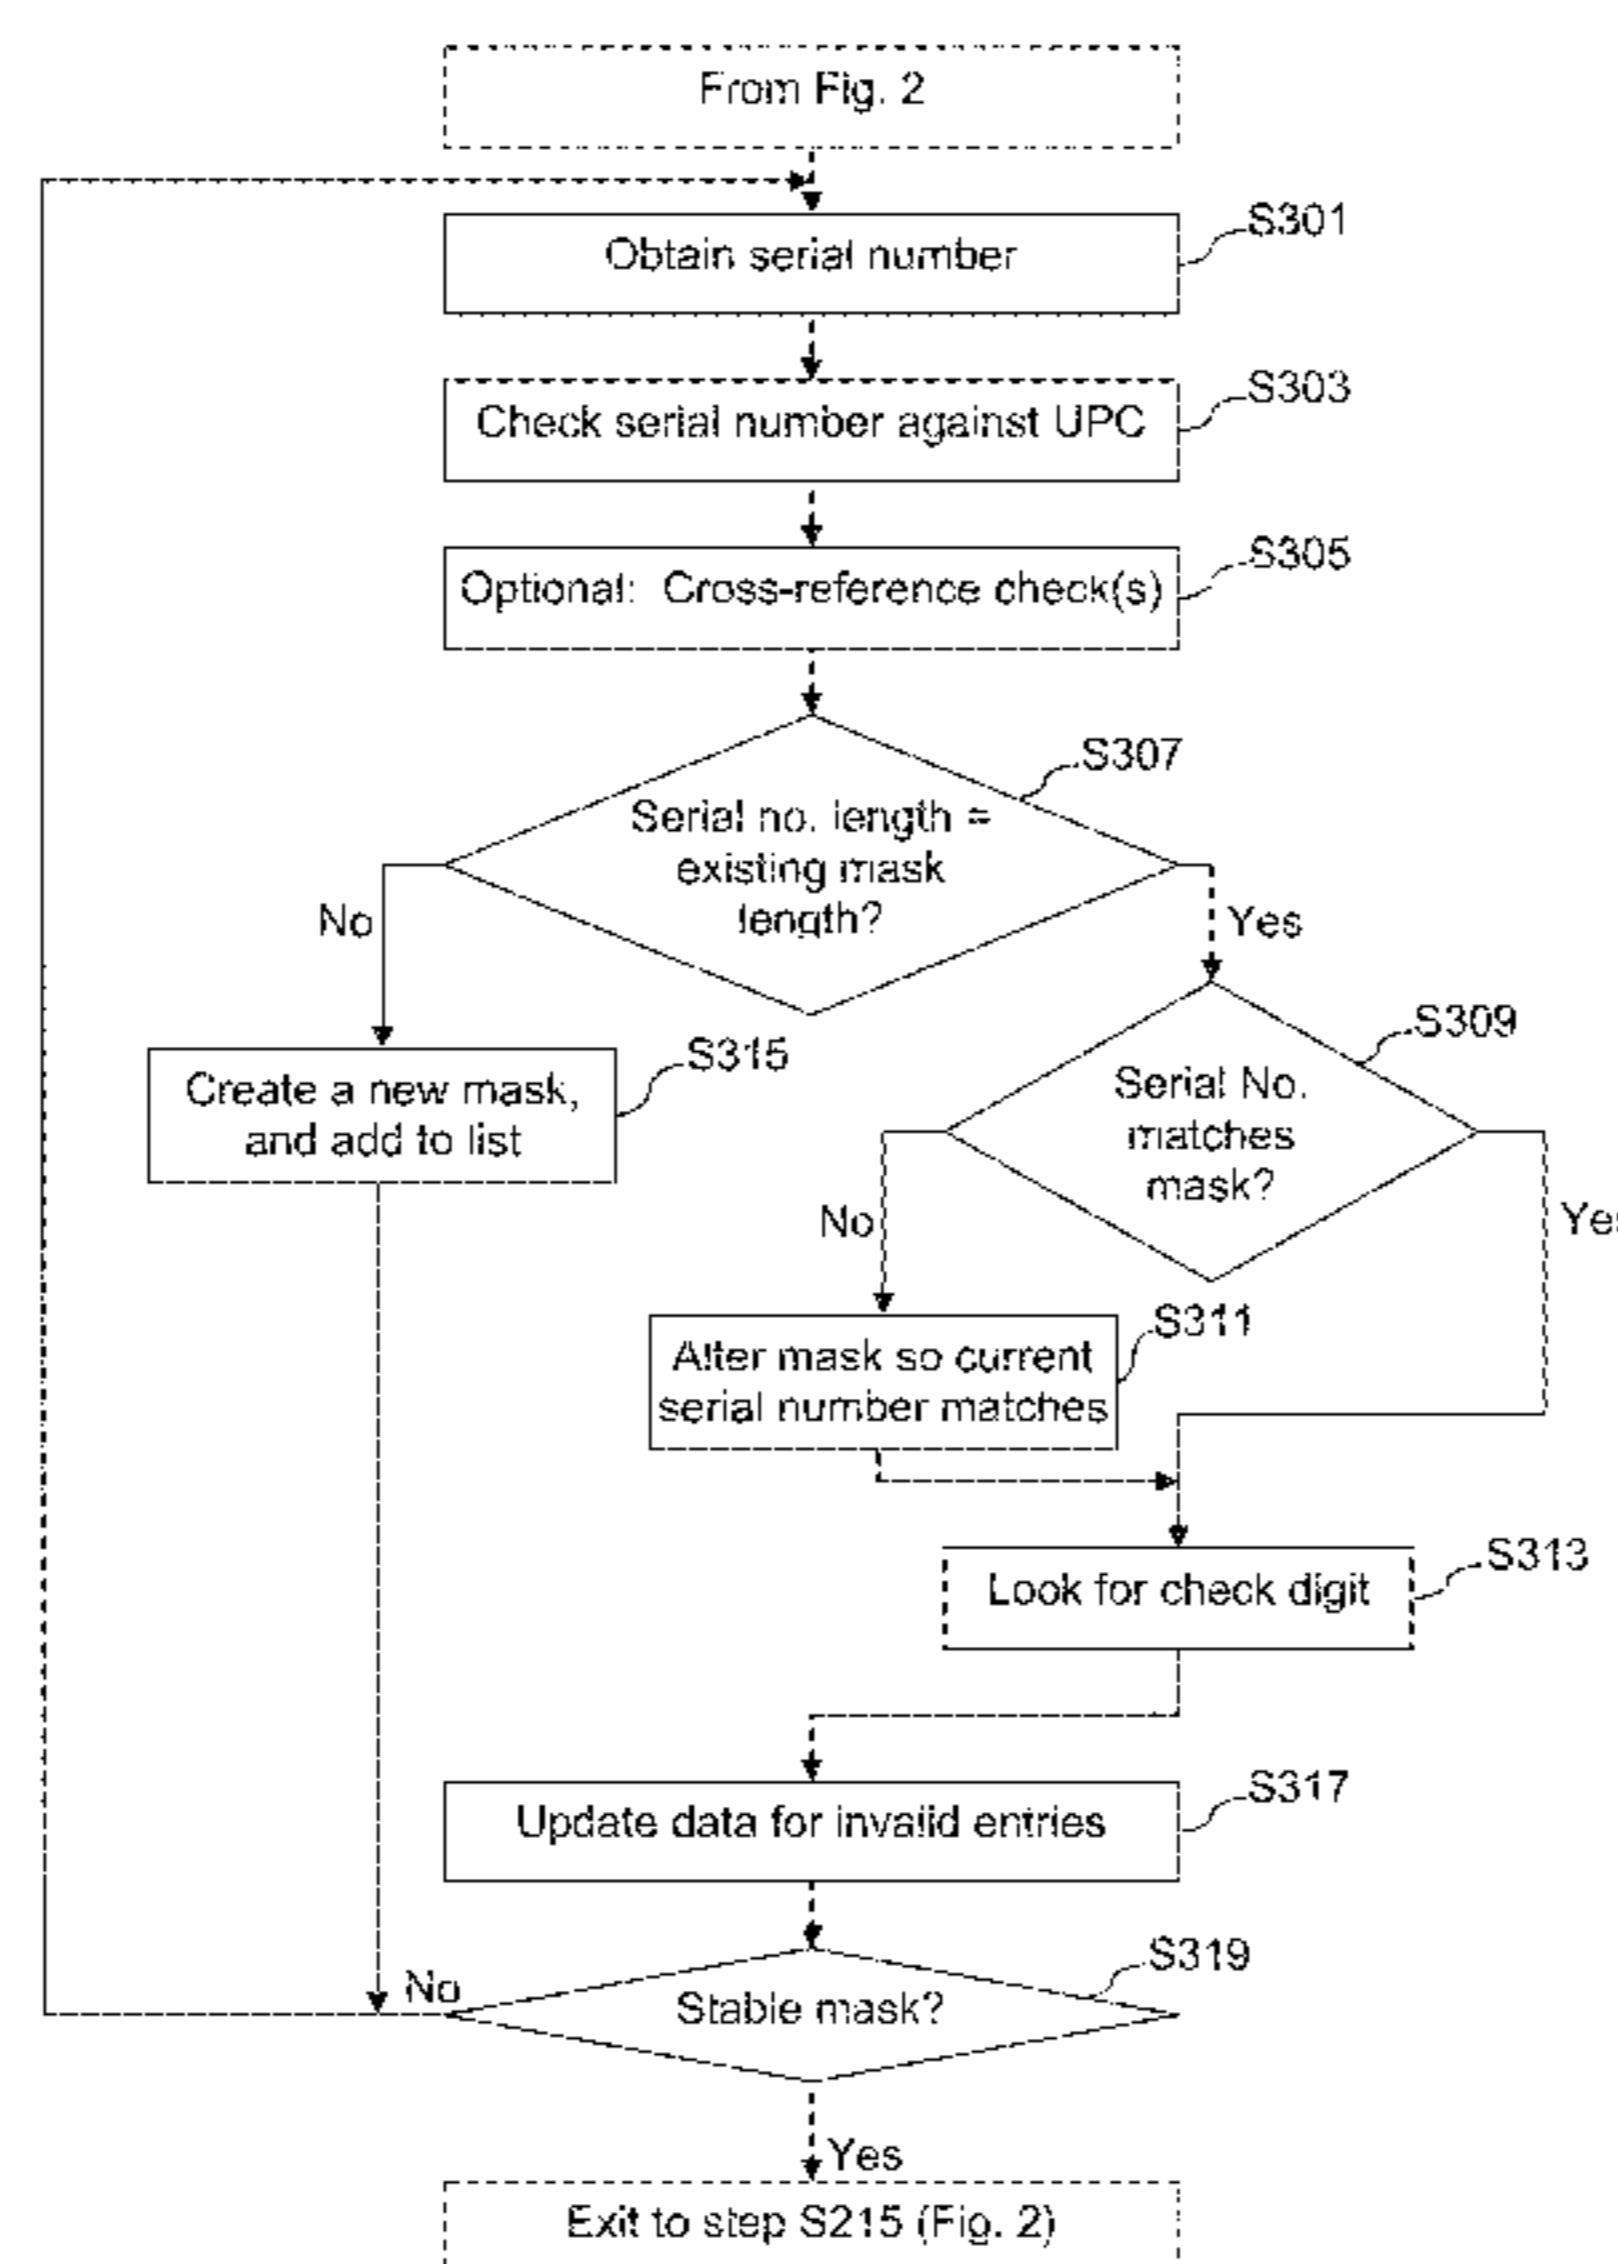 From Fig. 2
S301
Obtain serial number
S303
Check serial number against UPC
S305
Optional: Cross-reference check(s)
S307
Serial no. length =
existing mask
length?
No
Yes
S309
Serial No.
matches
mask?
S315
Create a new mask,
and add to list
No
Yes
S311
Alter mask so current
serial number matches
S313
Look for check digit
S317
Update data for invalid entries
S319
No
Stable mask?
Yes
Exit to step S215 (Fig. 2)